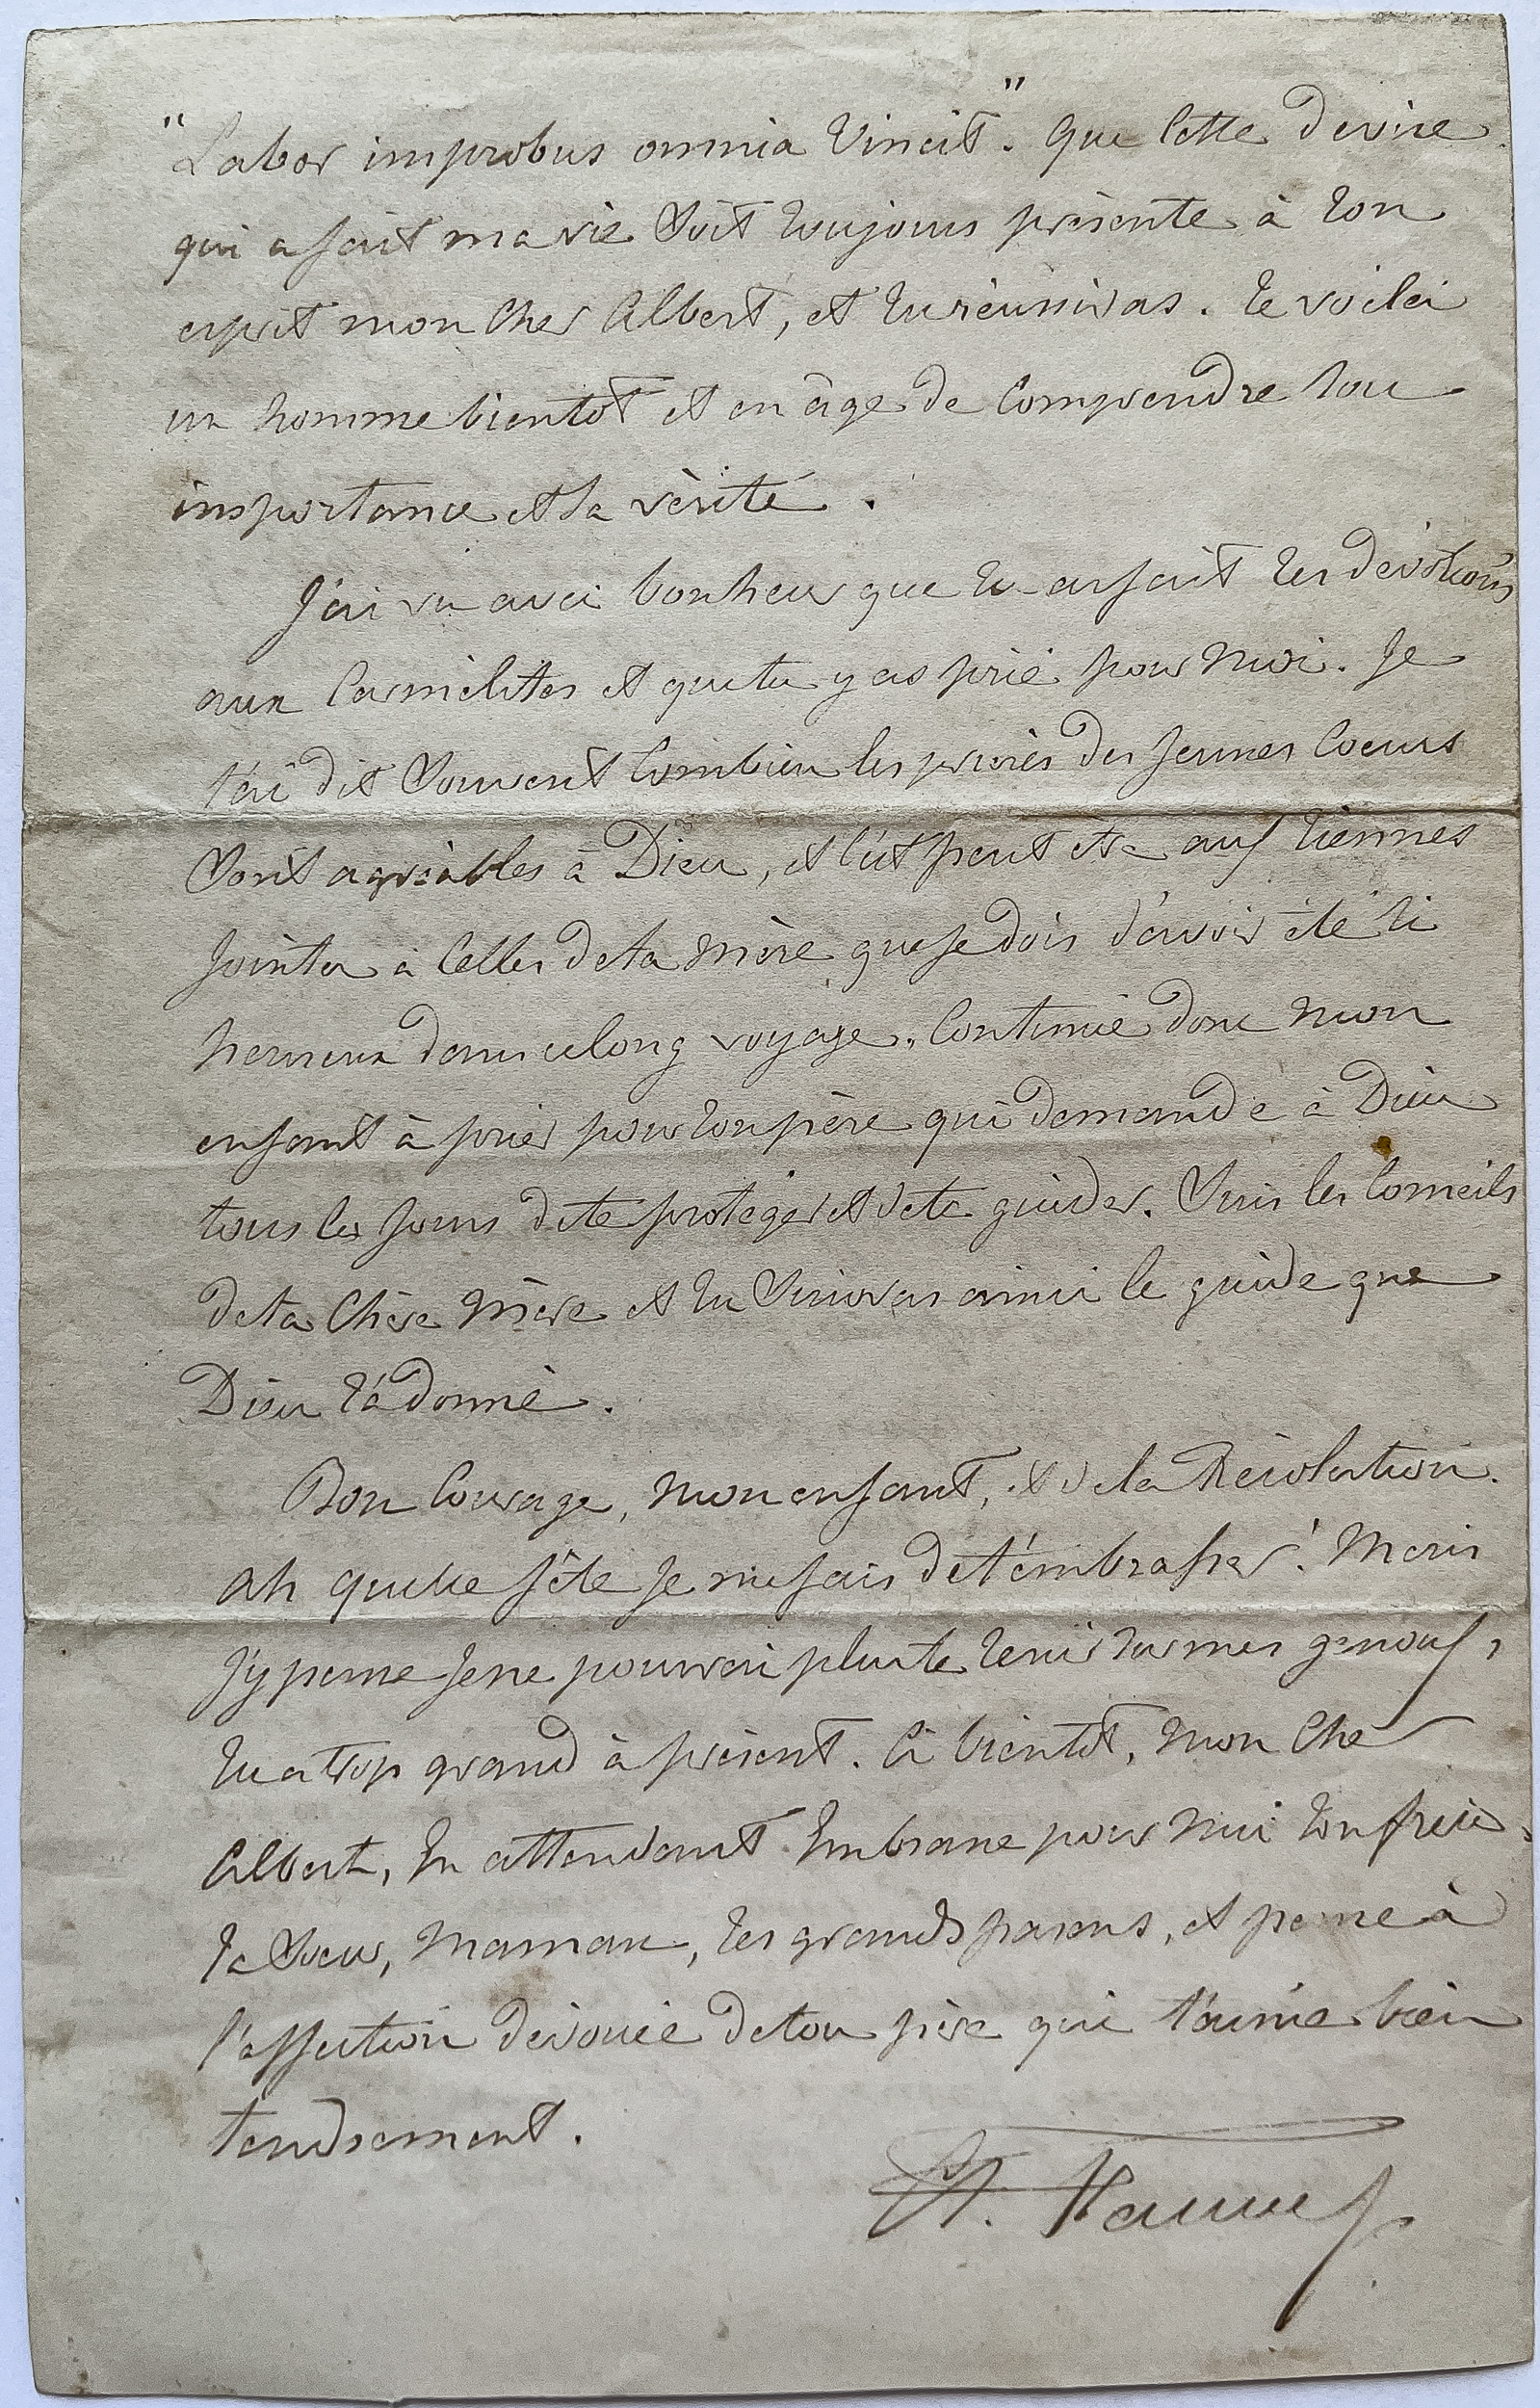 "Labor improbus omnia Vincit". Que Cette devise
qui a fait ma vie Soit toujours présente à ton
esprit mon Cher Albert, et tu réussiras. te voilà
un homme bientôt et en âge de Comprendre son
importance et sa vérité.
J'ai vu avec bonheur que tu as fait tes dévotions
aux Carmélites et que tu y as prié pour moi. Je
t'ai dit Souvent Combien les prières des Jeunes Coeurs
Sont agréables à Dieu, et C'est peut être aux tiennes
Jointes à Celles de ta Mère que Je dois d'avoir été si
heureux dans ce long voyage. Continue donc mon
enfant à prier pour ton père qui demande à Dieu
tous les Jours de te protéger et de te guider. Suis les Conseils
de ta Chère Mère et tu Suivras ainsi le guide que
Dieu t'a donné.
Bon Courage, mon enfant, et de la Résolution.
ah quelle fête Je me fais de t'embrasser! Mais
J'y pense Je ne pourrai plus te tenir sur mes genoux,
tu es trop grand à présent. à bientôt, mon Cher
Albert, En attendant Embrasse pour moi ton frère,
ta Soeur, Maman, tes grands parens, et pense à
l'affection dévouée de ton père qui t'aime bien
tendrement.